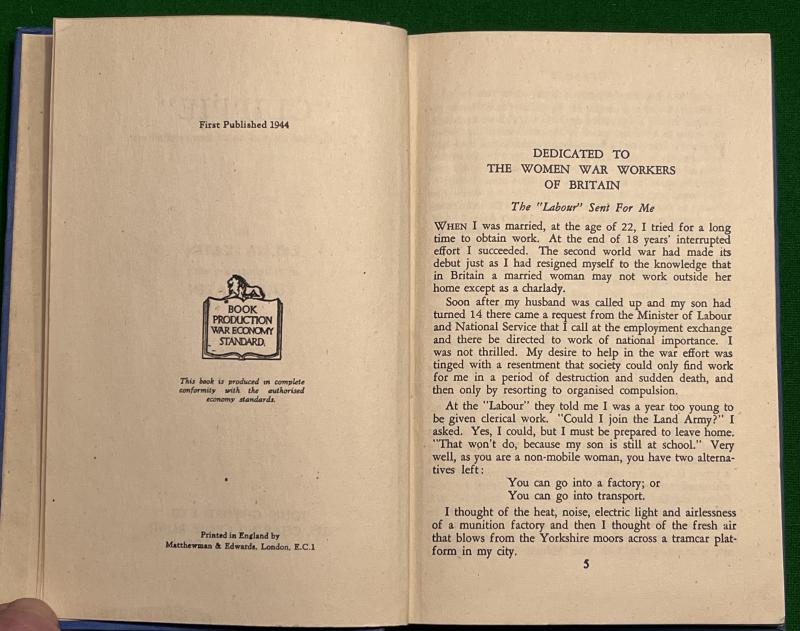 First Published 1944
BOOK
PRODUCTION
WAR ECONOMY
STANDARD.
This book is produced in complete
conformity with the authorised
economy standards.
Printed in England by
Matthewman & Edwards, London, E.C.1
DEDICATED TO
THE WOMEN WAR WORKERS
OF BRITAIN
The "Labour" Sent For Me
WHEN I was married, at the age of 22, I tried for a long
time to obtain work. At the end of 18 years' interrupted
effort I succeeded. The second world war had made its
debut just as I had resigned myself to the knowledge that
in Britain a married woman may not work outside her
home except as a charlady.
Soon after my husband was called up and my son had
turned 14 there came a request from the Minister of Labour
and National Service that I call at the employment exchange
and there be directed to work of national importance. I
was not thrilled. My desire to help in the war effort was
tinged with a resentment that society could only find work
for me in a period of destruction and sudden death, and
then only by resorting to organised compulsion.
At the "Labour" they told me I was a year too young to
be given clerical work. "Could I join the Land Army?" I
asked. Yes, I could, but I must be prepared to leave home.
"That won't do, because my son is still at school." Very
well, as you are a non-mobile woman, you have two alterna-
tives left:
You can go into a factory; or
You can go into transport.
I thought of the heat, noise, electric light and airlessness
of a munition factory and then I thought of the fresh air
that blows from the Yorkshire moors across a tramcar plat-
form in my city.
5